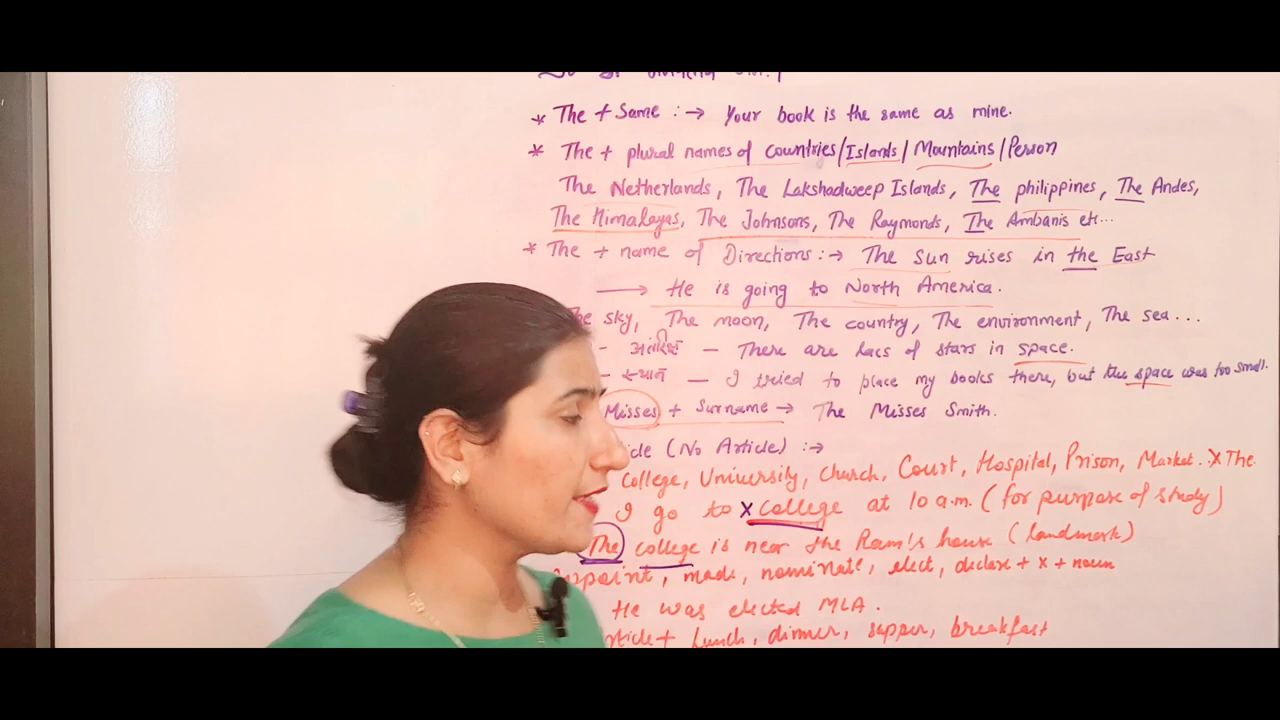 * The + Same :→ Your book is the same as mine.
* The + plural names of countries/Islands/Mountains/Person
The Netherlands, The Lakshadweep Islands, The philippines, The Andes,
The Himalayas, The Johnsons, The Raymonds, The Ambanis etc...
* The + name of Directions :→ The Sun rises in the East
→ He is going to North America.
sky, The moon, The country, The environment, The sea...
- अंतरिक्ष - There are lacs of stars in space.
- स्थान - I tried to place my books there, but the space was too small.
Misses + Surname → The Misses Smith.
(No Article) :→
College, University, Church, Court, Hospital, Prison, Market.. X The
I go to X College at 10 a.m. (for purpose of study)
The college is near the Ram's house (landmark)
made, nominate, elect, declare + x + noun
He was elected MLA.
+ Lunch, dinner, supper, breakfast